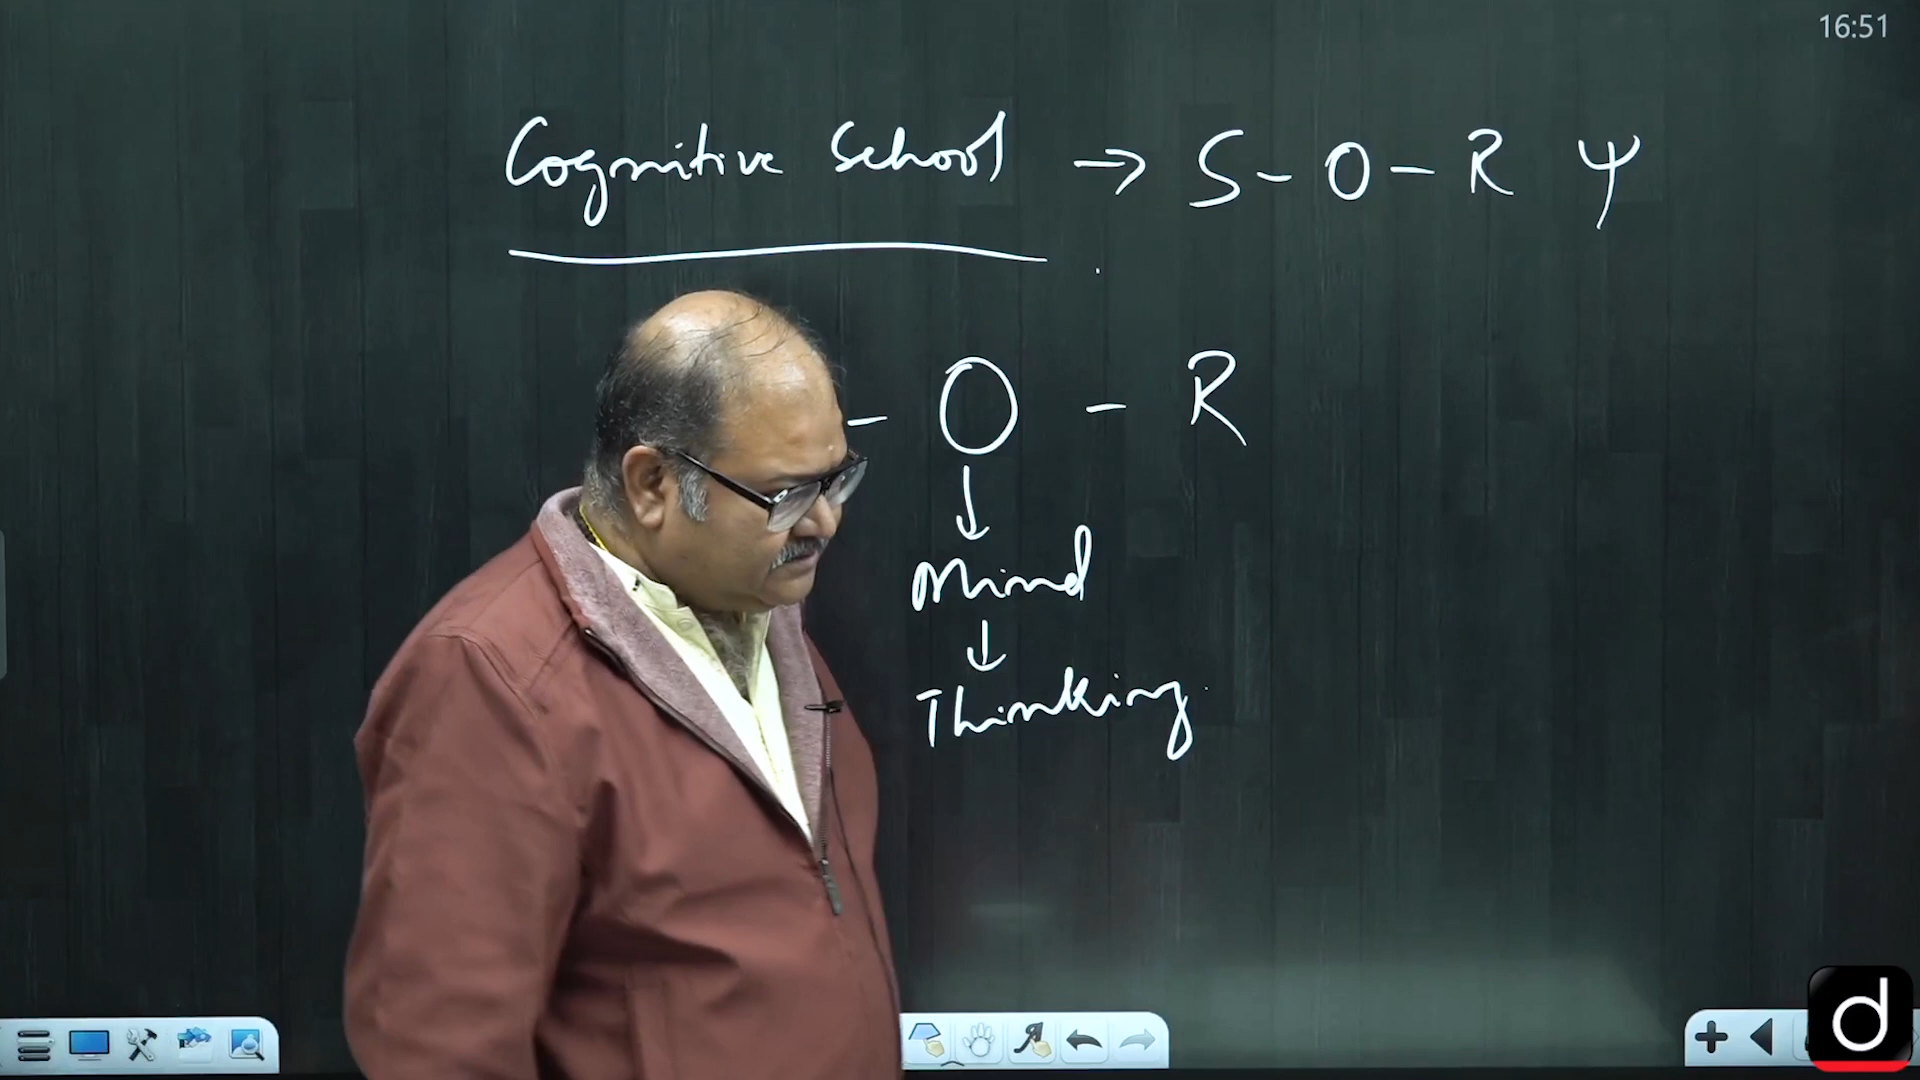 16:51
Cognitive School → S - O - R Ψ
- O - R
↓
Mind
↓
Thinking
d